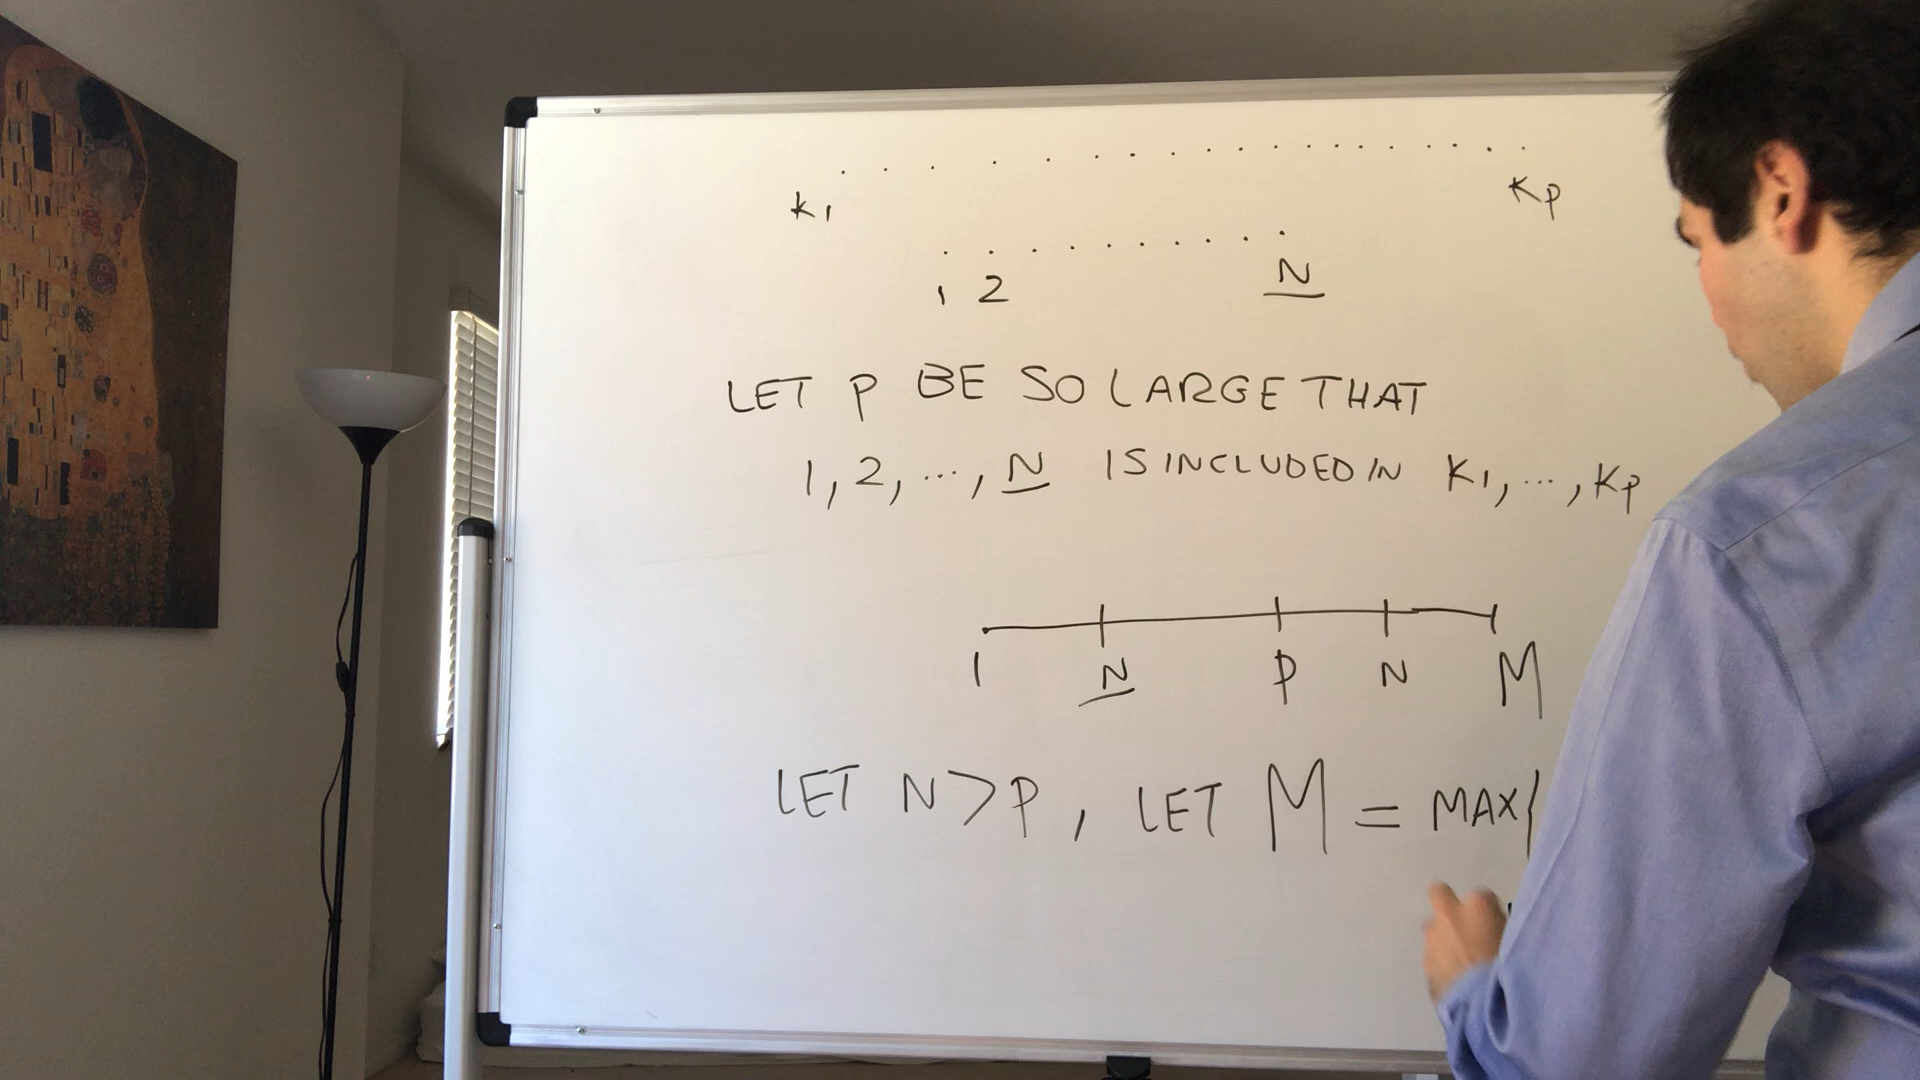 K1 Kp
1 2 N
LET P BE SO LARGE THAT
1, 2, ..., N IS INCLUDED IN K1, ..., Kp
1 N P N M
LET N > P, LET M = MAX{